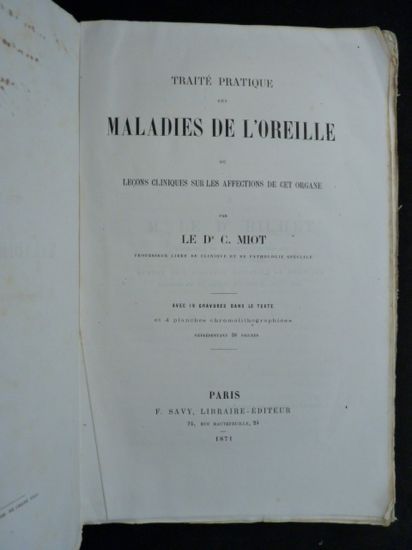 TRAITÉ PRATIQUE
DES
MALADIES DE L'OREILLE
OU
LEÇONS CLINIQUES SUR LES AFFECTIONS DE CET ORGANE
PAR
LE Dr C. MIOT
PROFESSEUR LIBRE DE CLINIQUE ET DE PATHOLOGIE SPÉCIALE
AVEC GRAVURES DANS LE TEXTE
et 4 planches chromolithographiées
REPRÉSENTANT FIGURES
PARIS
F. SAVY, LIBRAIRE-ÉDITEUR
24, RUE HAUTEFEUILLE, 24
1871